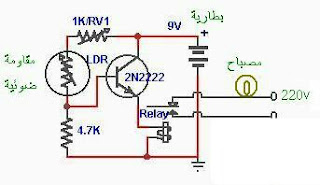 1K/RV1
9V
بطارية
مقاومة
ضوئية
LDR
2N2222
مصباح
220v
Relay
4.7K
+